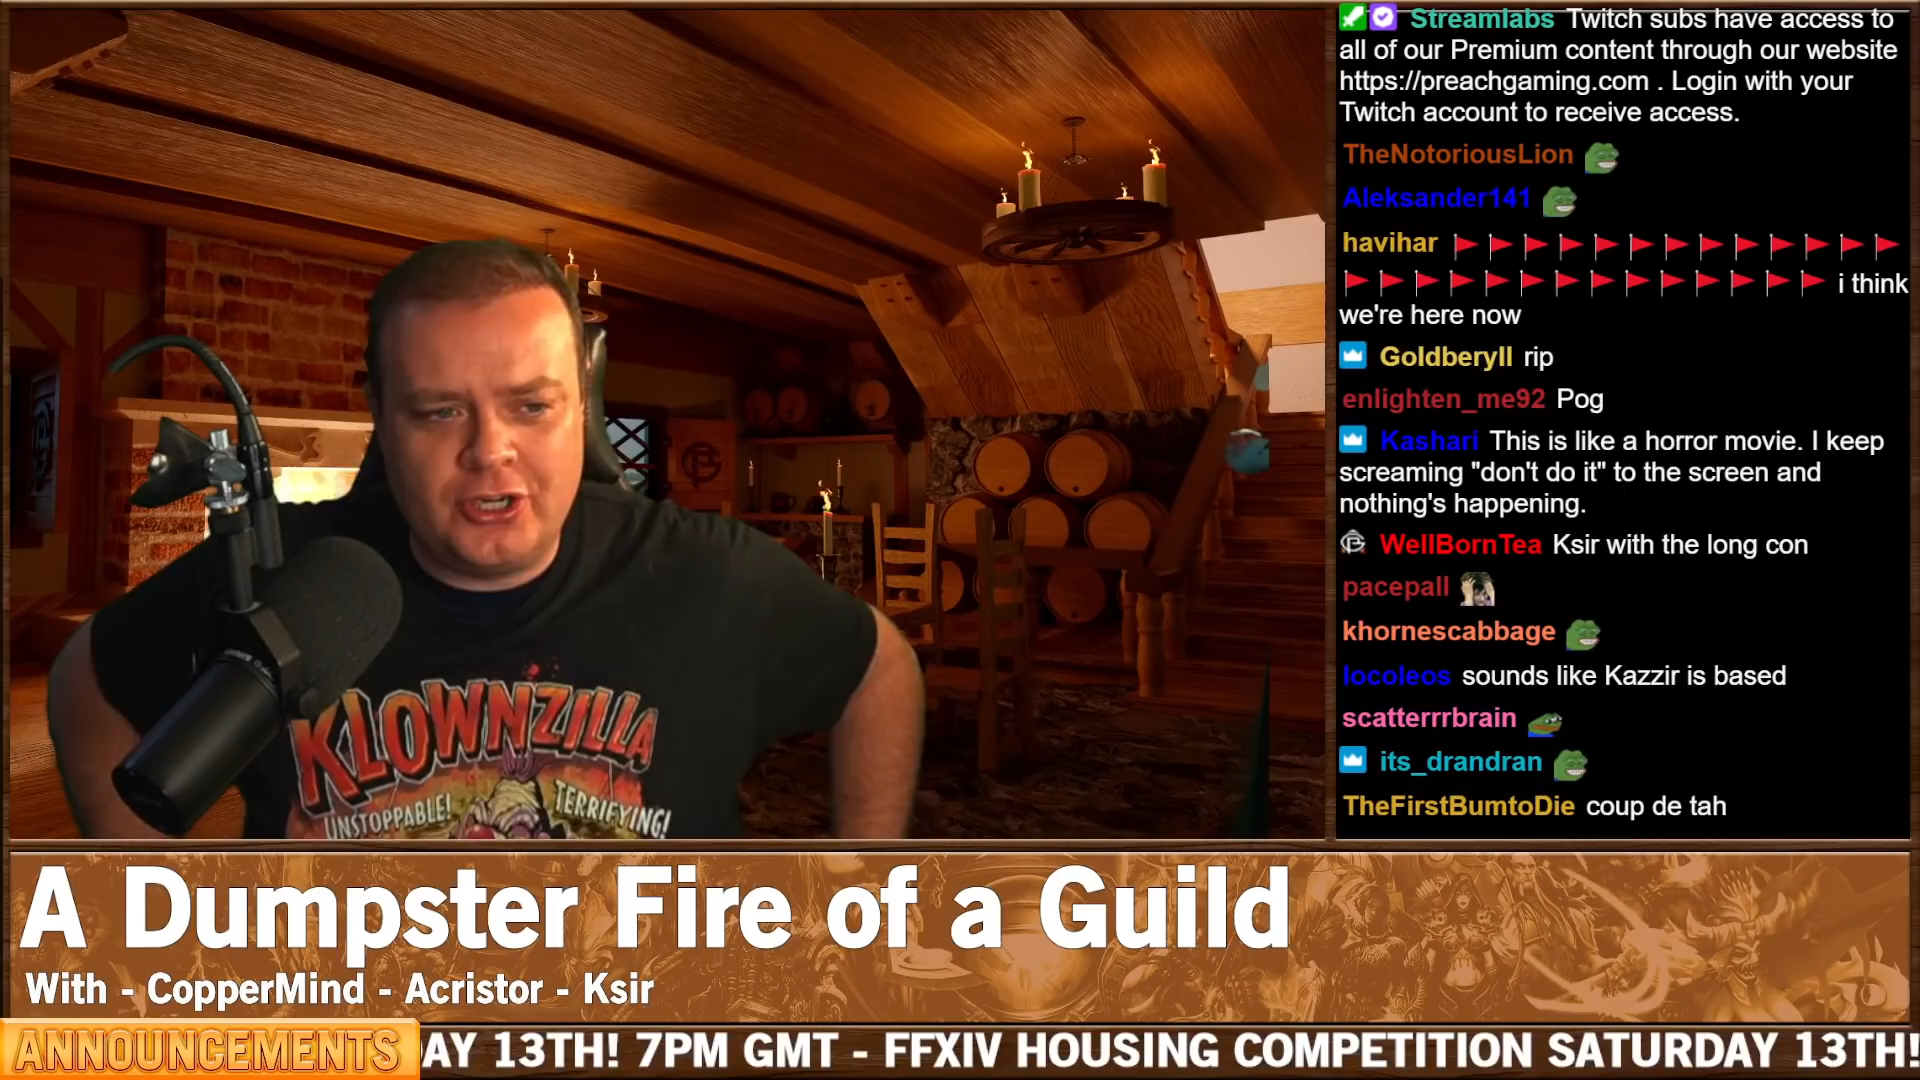 Streamlabs Twitch subs have access to
all of our Premium content through our website
https://preachgaming.com . Login with your
Twitch account to receive access.
TheNotoriousLion
Aleksander141
havihar
i think
we're here now
Goldberyll rip
enlighten_me92 Pog
Kashari This is like a horror movie. I keep
screaming "don't do it" to the screen and
nothing's happening.
WellBornTea Ksir with the long con
pacepall
khornescabbage
locoleos sounds like Kazzir is based
scatterrrbrain
its_drandran
TheFirstBumtoDie coup de tah
KLOWNZILLA
UNSTOPPABLE! TERRIFYING!
A Dumpster Fire of a Guild
With - CopperMind - Acristor - Ksir
ANNOUNCEMENTS AY 13TH! 7PM GMT - FFXIV HOUSING COMPETITION SATURDAY 13TH!